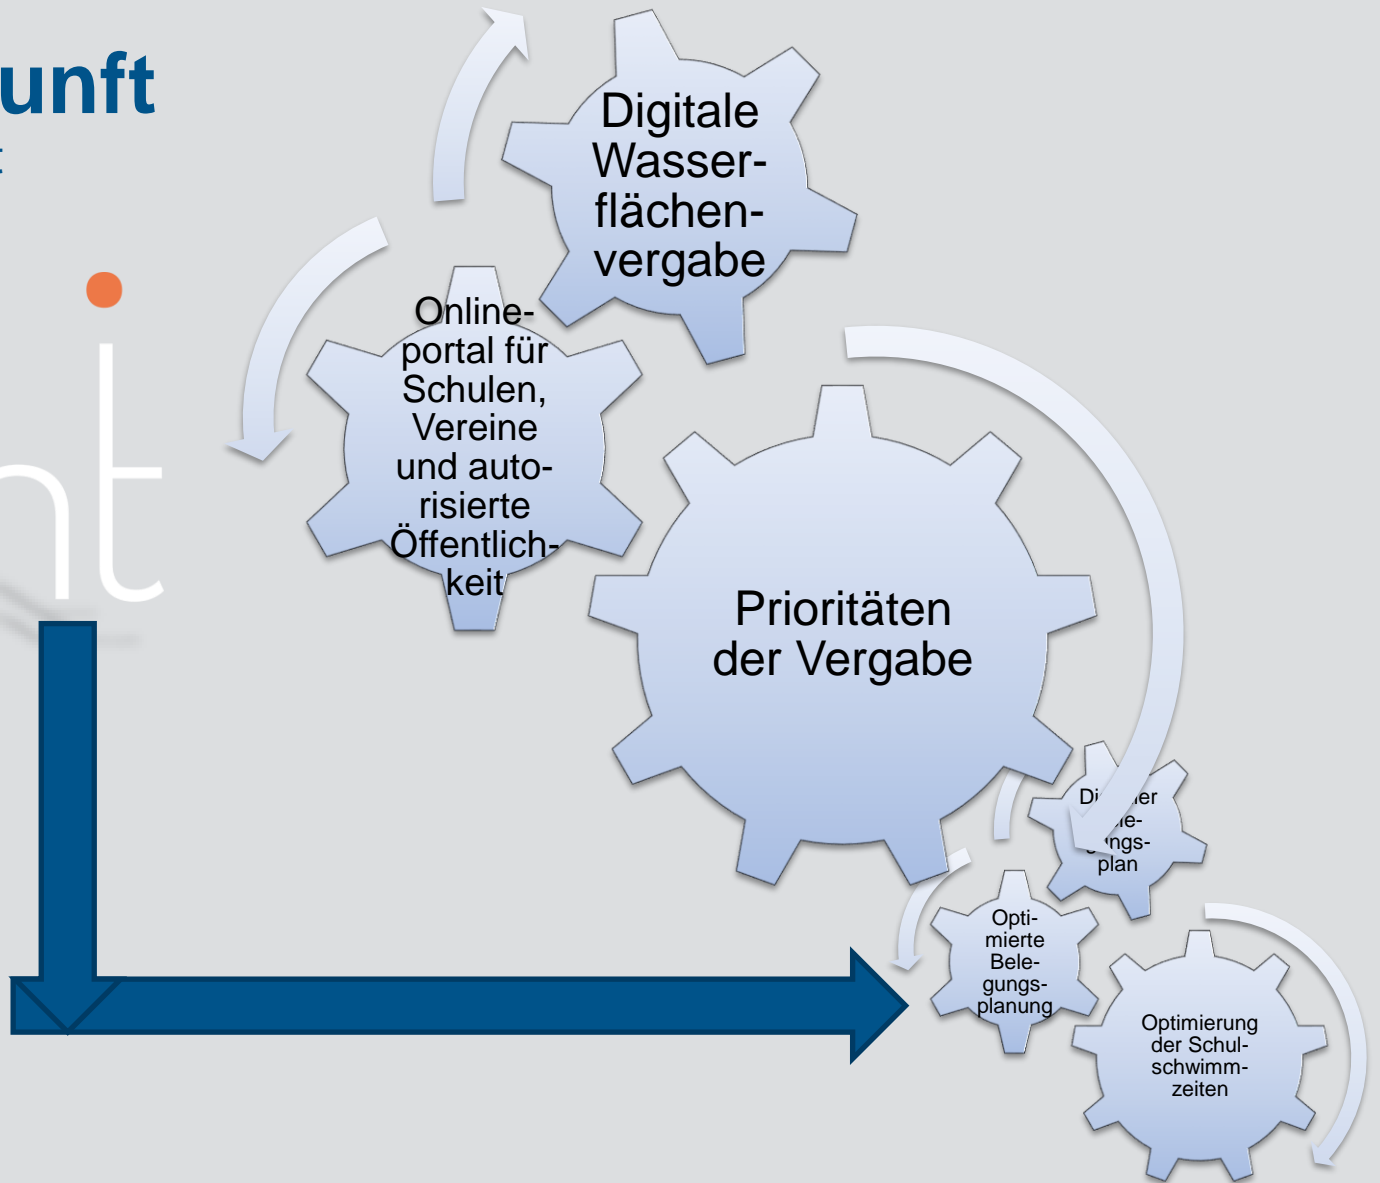 unft
t
nt
Digitale
Wasser-
flächen-
vergabe
Online-
portal für
Schulen,
Vereine
und auto-
risierte
Öffentlich-
keit
Prioritäten
der Vergabe
plan
Opti-
mierte
Bele-
gungs-
planung
Optimierung
der Schul-
schwimm-
zeiten